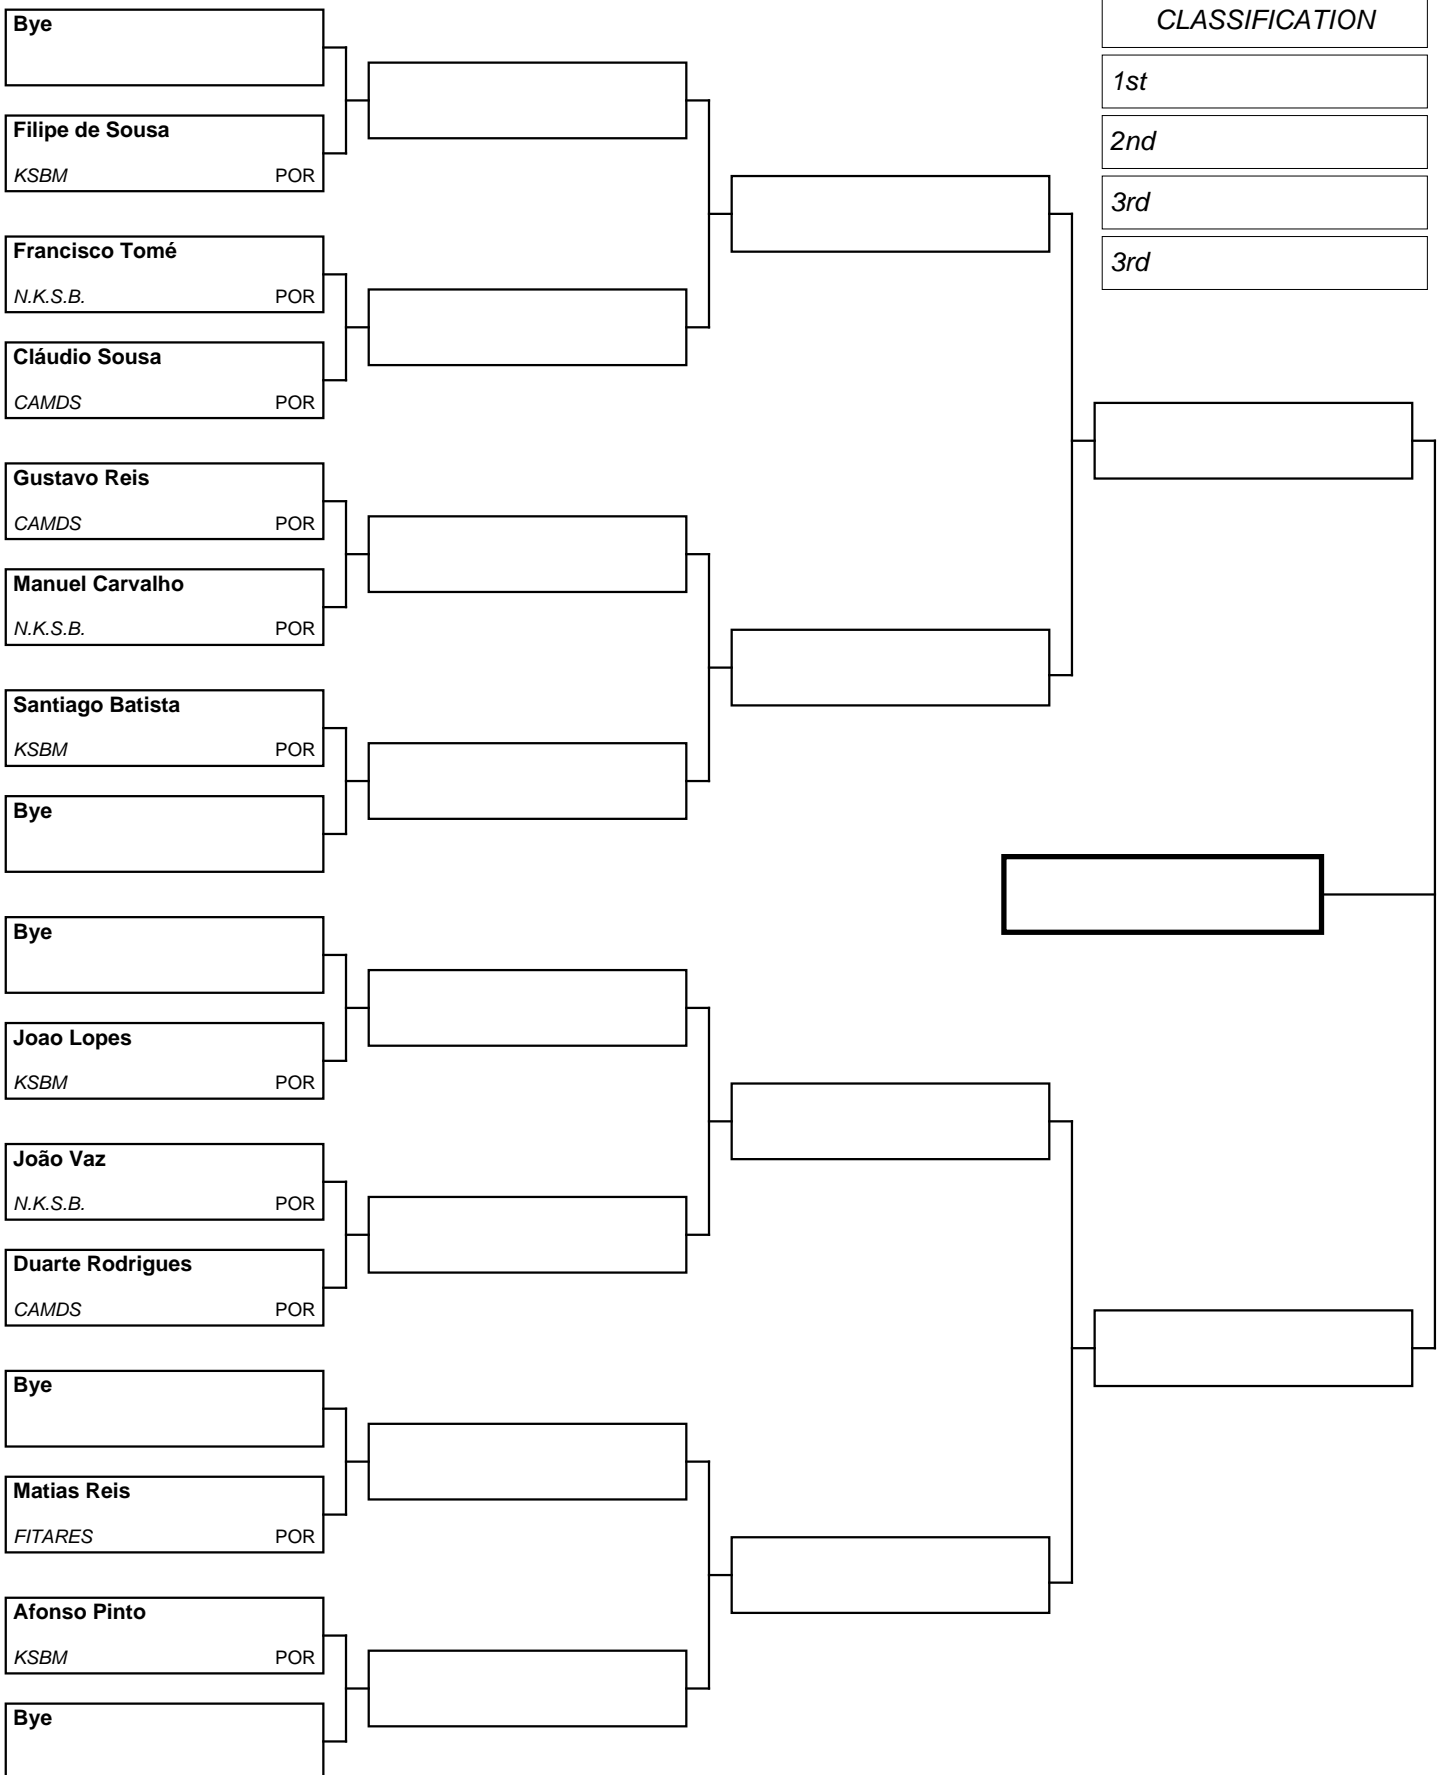 Bye
Filipe de Sousa
KSBM POR
Francisco Tomé
N.K.S.B. POR
Cláudio Sousa
CAMDS POR
Gustavo Reis
CAMDS POR
Manuel Carvalho
N.K.S.B. POR
Santiago Batista
KSBM POR
Bye
Bye
Joao Lopes
KSBM POR
João Vaz
N.K.S.B. POR
Duarte Rodrigues
CAMDS POR
Bye
Matias Reis
FITARES POR
Afonso Pinto
KSBM POR
Bye
CLASSIFICATION
1st
2nd
3rd
3rd